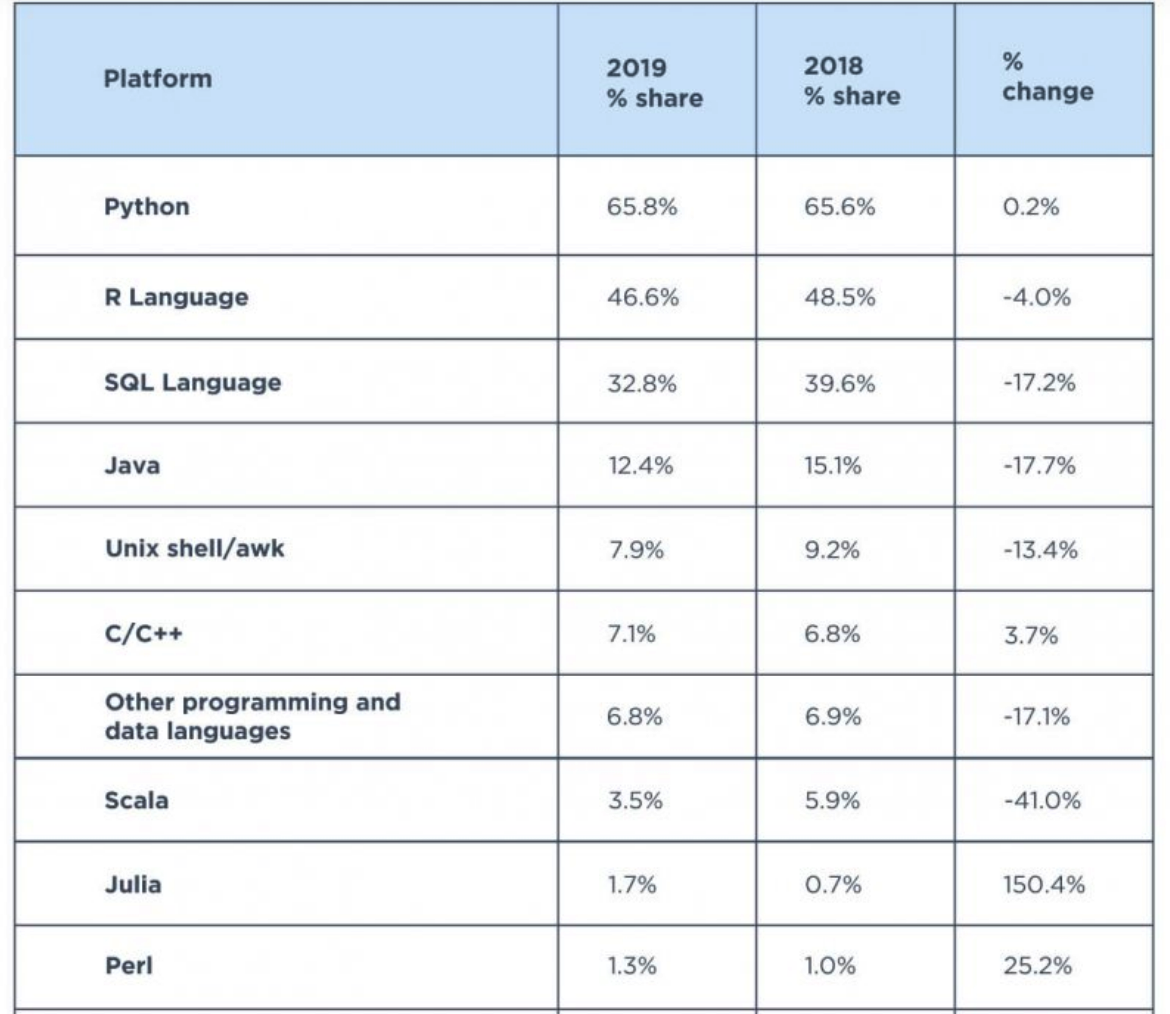 Platform 2019 % share 2018 % share % change
Python 65.8% 65.6% 0.2%
R Language 46.6% 48.5% -4.0%
SQL Language 32.8% 39.6% -17.2%
Java 12.4% 15.1% -17.7%
Unix shell/awk 7.9% 9.2% -13.4%
C/C++ 7.1% 6.8% 3.7%
Other programming and data languages 6.8% 6.9% -17.1%
Scala 3.5% 5.9% -41.0%
Julia 1.7% 0.7% 150.4%
Perl 1.3% 1.0% 25.2%